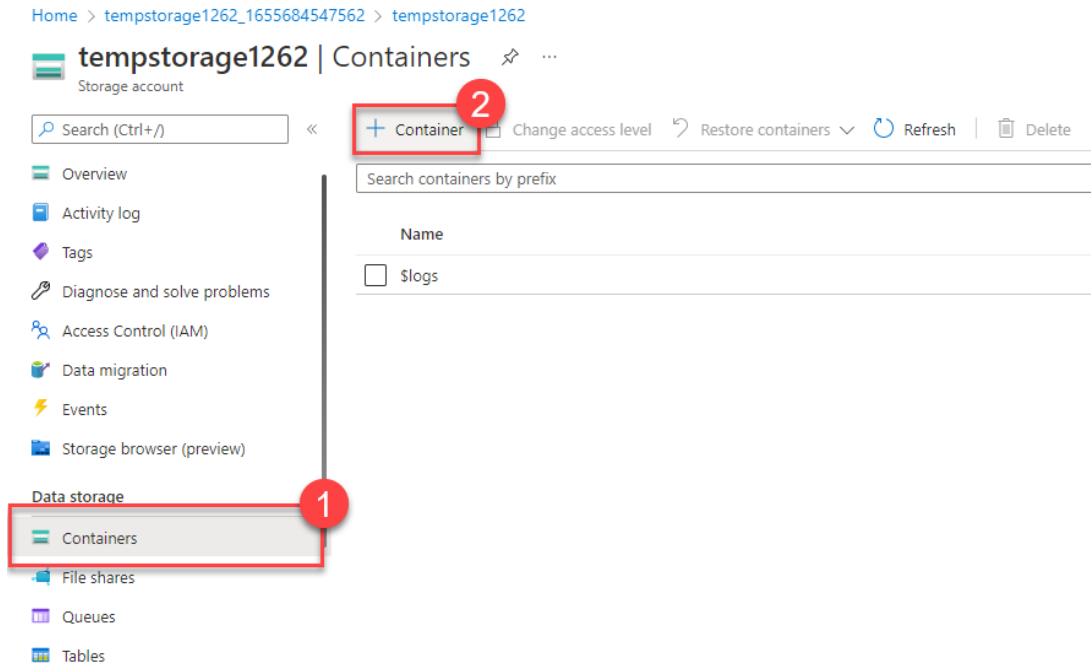 Home > tempstorage1262_1655684547562 > tempstorage1262
tempstorage1262 | Containers
Storage account
Search (Ctrl+/)
«
Overview
Activity log
Tags
Diagnose and solve problems
Access Control (IAM)
Data migration
Events
Storage browser (preview)
Data storage
1
Containers
File shares
Queues
Tables
2
+ Container
Change access level
Restore containers
Refresh
Delete
Search containers by prefix
Name
$logs